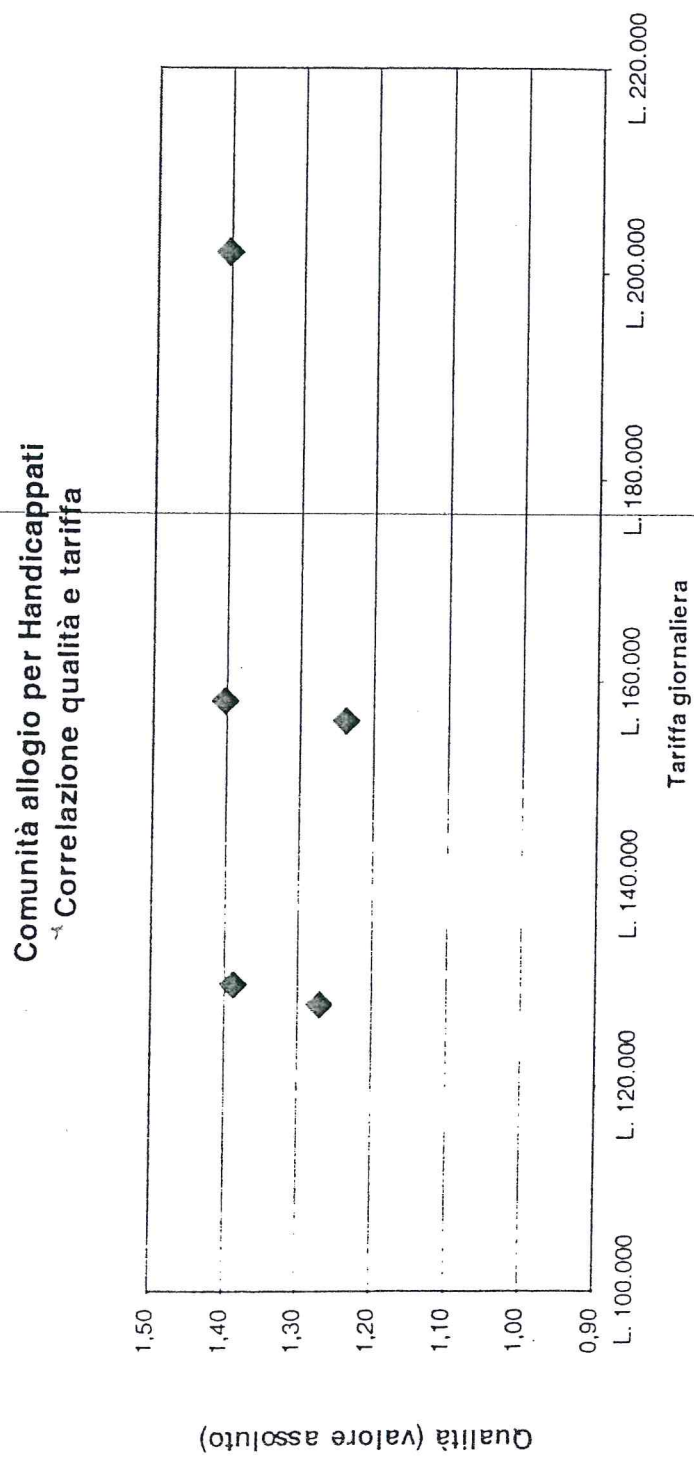 Comunità allogio per Handicappati
Correlazione qualità e tariffa
Qualità (valore assoluto)
1,50
1,40
1,30
1,20
1,10
1,00
0,90
L. 100.000
L. 120.000
L. 140.000
L. 160.000
L. 180.000
L. 200.000
L. 220.000
Tariffa giornaliera